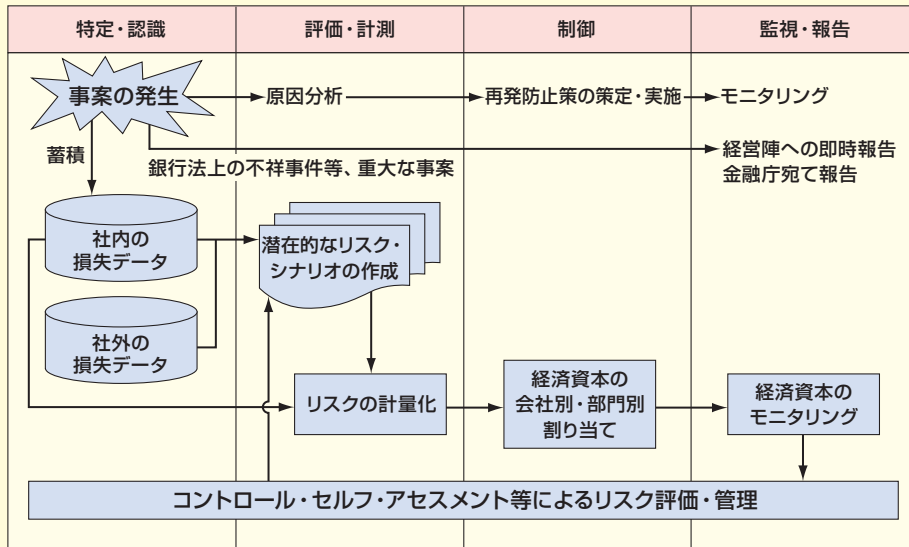 特定・認識
評価・計測
制御
監視・報告
事案の発生
原因分析
再発防止策の策定・実施
モニタリング
蓄積
銀行法上の不祥事件等、重大な事案
経営陣への即時報告
金融庁宛て報告
社内の
損失データ
潜在的なリスク・
シナリオの作成
社外の
損失データ
リスクの計量化
経済資本の
会社別・部門別
割り当て
経済資本の
モニタリング
コントロール・セルフ・アセスメント等によるリスク評価・管理